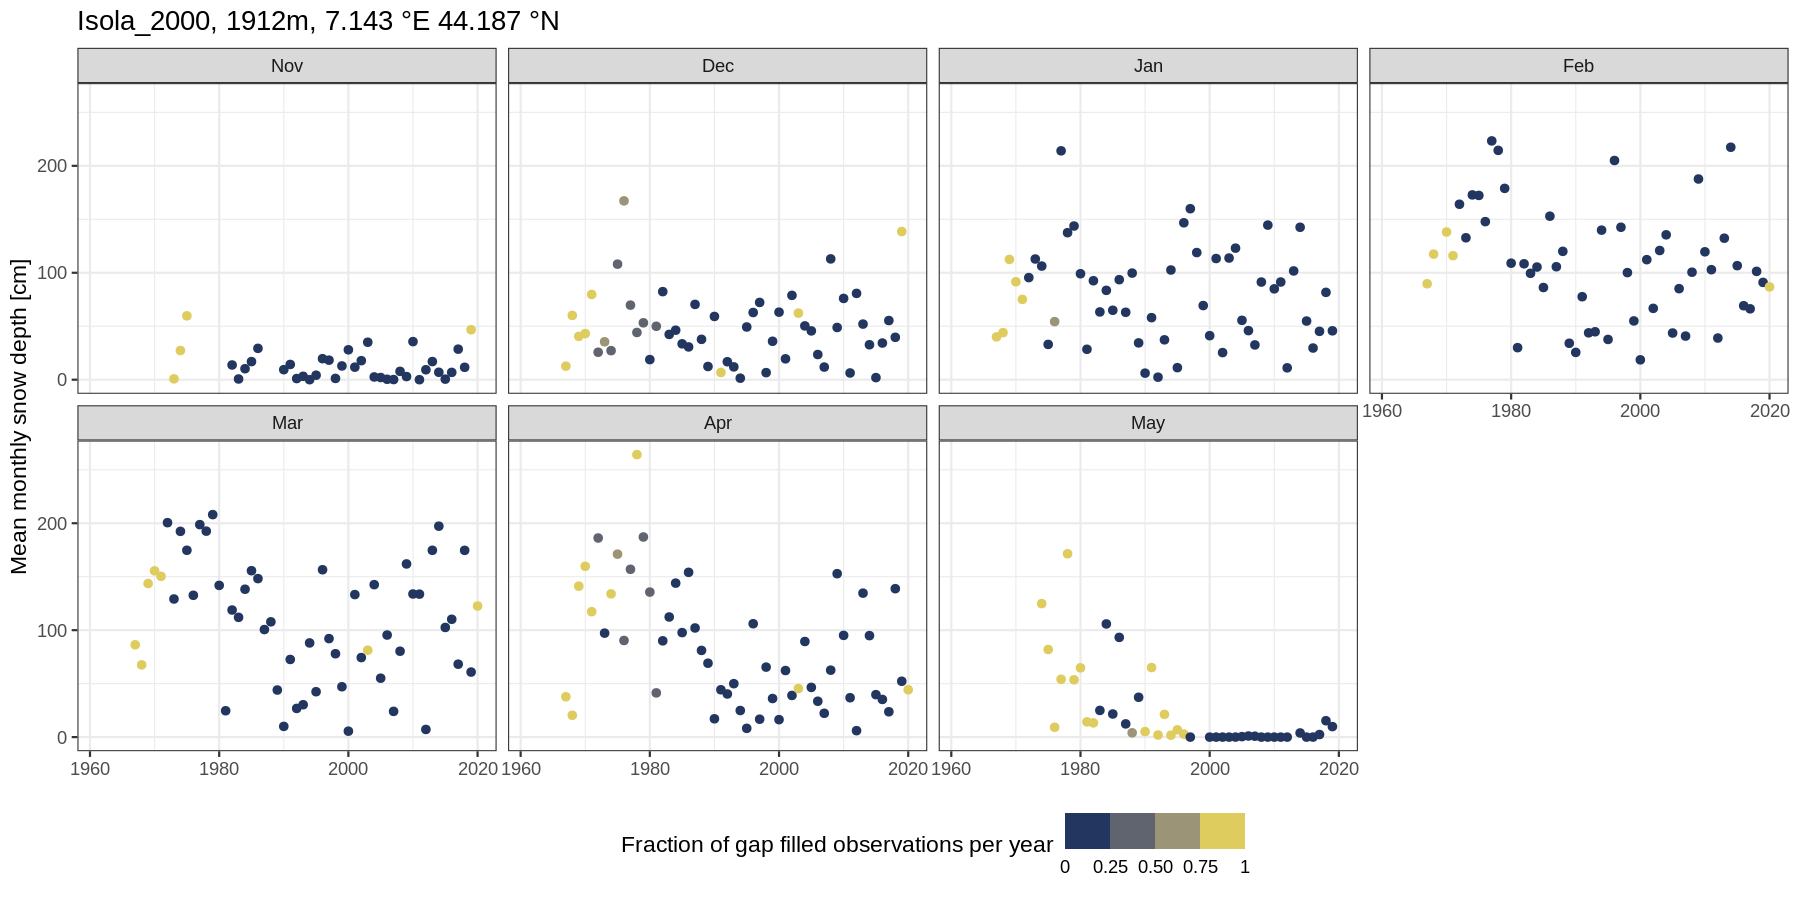 Isola_2000, 1912m, 7.143 °E 44.187 °N
Nov Dec Jan Feb
200
100
0
1960 1980 2000 2020
Mean monthly snow depth [cm]
Mar Apr May
200
100
0
1960 1980 2000 2020 1960 1980 2000 2020 1960 1980 2000 2020
Fraction of gap filled observations per year
0 0.25 0.50 0.75 1